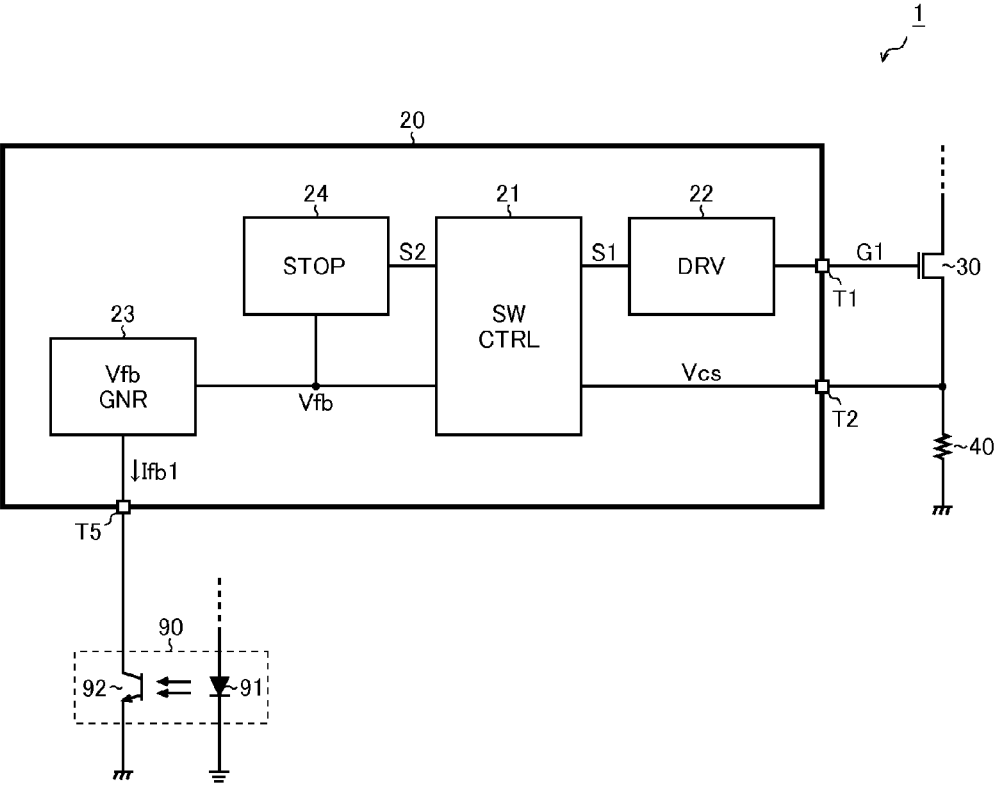 1
20
24
21
22
STOP
S2
SW
CTRL
S1
DRV
G1
30
T1
23
Vfb
GNR
Vfb
Vcs
T2
40
Ifb1
T5
90
92
91